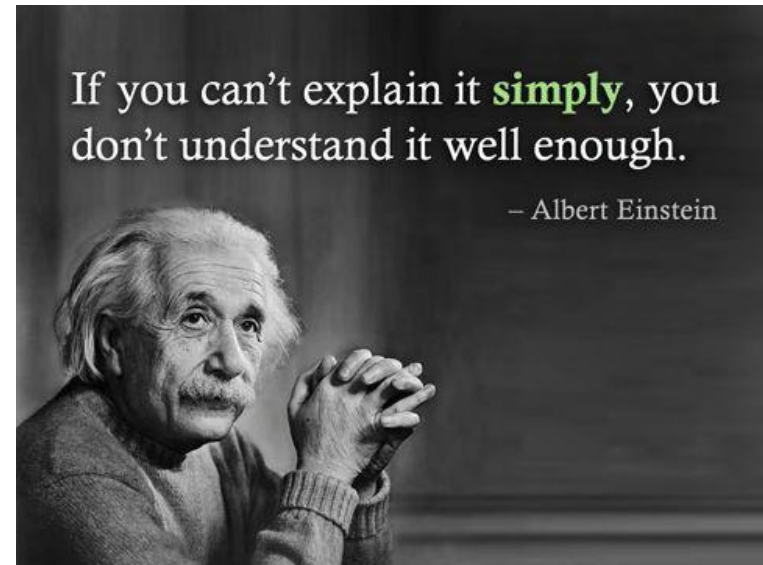 If you can’t explain it simply, you
don’t understand it well enough.
– Albert Einstein